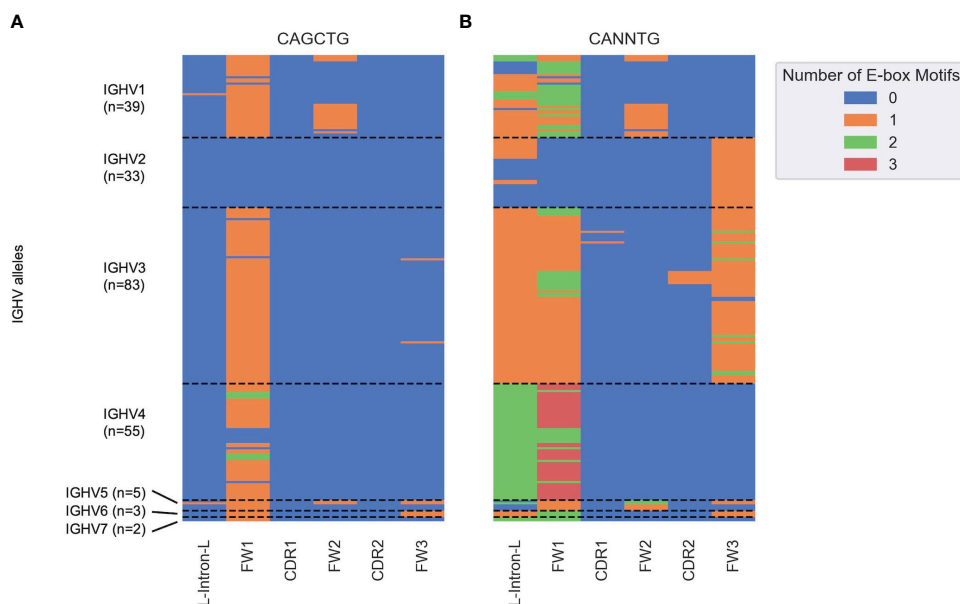 A
B
CAGCTG
CANNTG
Number of E-box Motifs
0
1
2
3
IGHV alleles
IGHV1
(n=39)
IGHV2
(n=33)
IGHV3
(n=83)
IGHV4
(n=55)
IGHV5 (n=5)
IGHV6 (n=3)
IGHV7 (n=2)
L-Intron-L
FW1
CDR1
FW2
CDR2
FW3
L-Intron-L
FW1
CDR1
FW2
CDR2
FW3